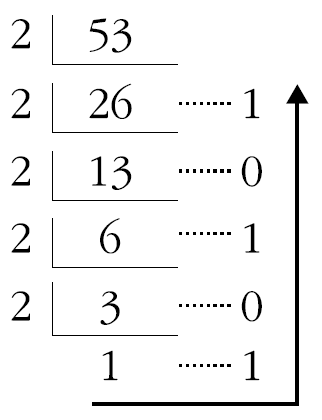 2 53
2 26 ........ 1
2 13 ........ 0
2 6 ........ 1
2 3 ........ 0
1 ........ 1